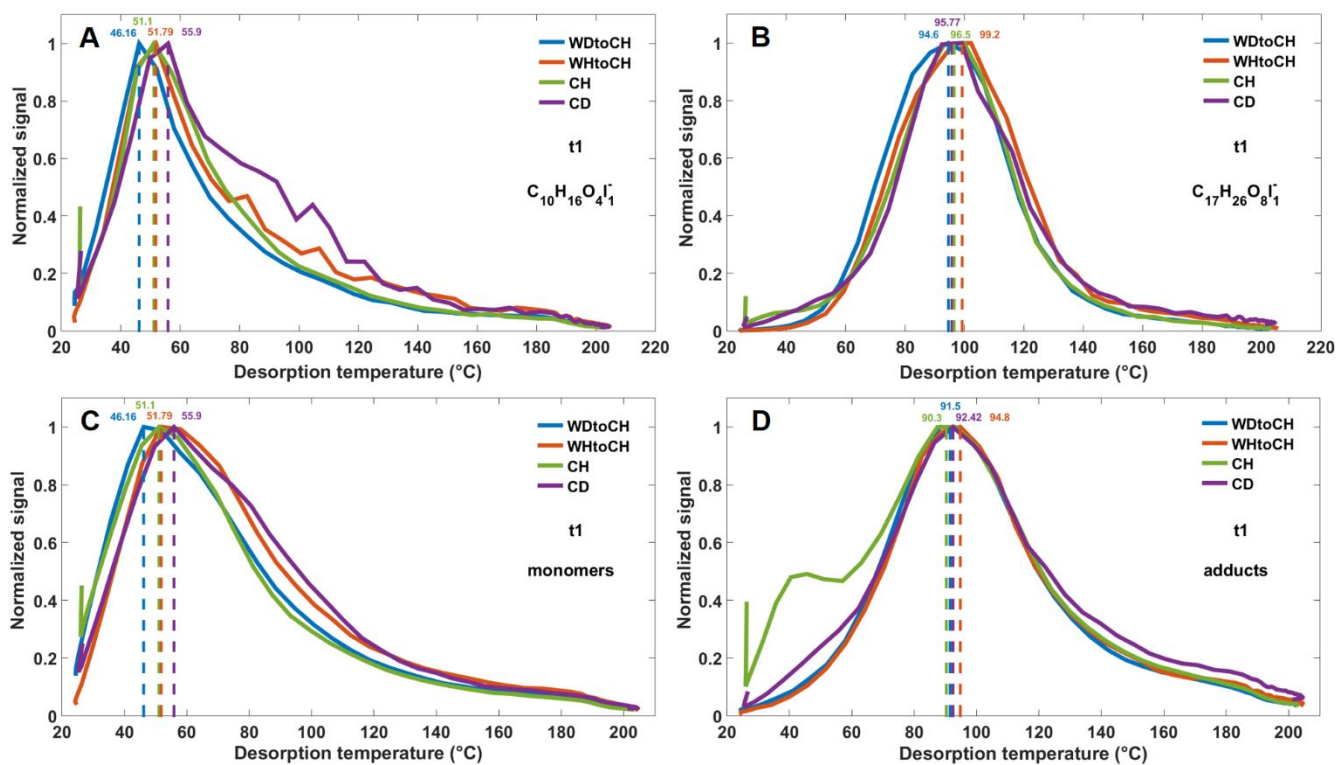 A
51.1
46.16 51.79 55.9
WDtoCH
WHtoCH
CH
CD
t1
C10H16O4I1-
Normalized signal
1
0.8
0.6
0.4
0.2
0
20 40 60 80 100 120 140 160 180 200 220
Desorption temperature (°C)
B
95.77
94.6 96.5 99.2
WDtoCH
WHtoCH
CH
CD
t1
C17H26O8I1-
Normalized signal
1
0.8
0.6
0.4
0.2
0
20 40 60 80 100 120 140 160 180 200 220
Desorption temperature (°C)
C
51.1
46.16 51.79 55.9
WDtoCH
WHtoCH
CH
CD
t1
monomers
Normalized signal
1
0.8
0.6
0.4
0.2
0
20 40 60 80 100 120 140 160 180 200
Desorption temperature (°C)
D
91.5
90.3 92.42 94.8
WDtoCH
WHtoCH
CH
CD
t1
adducts
Normalized signal
1
0.8
0.6
0.4
0.2
0
20 40 60 80 100 120 140 160 180 200
Desorption temperature (°C)